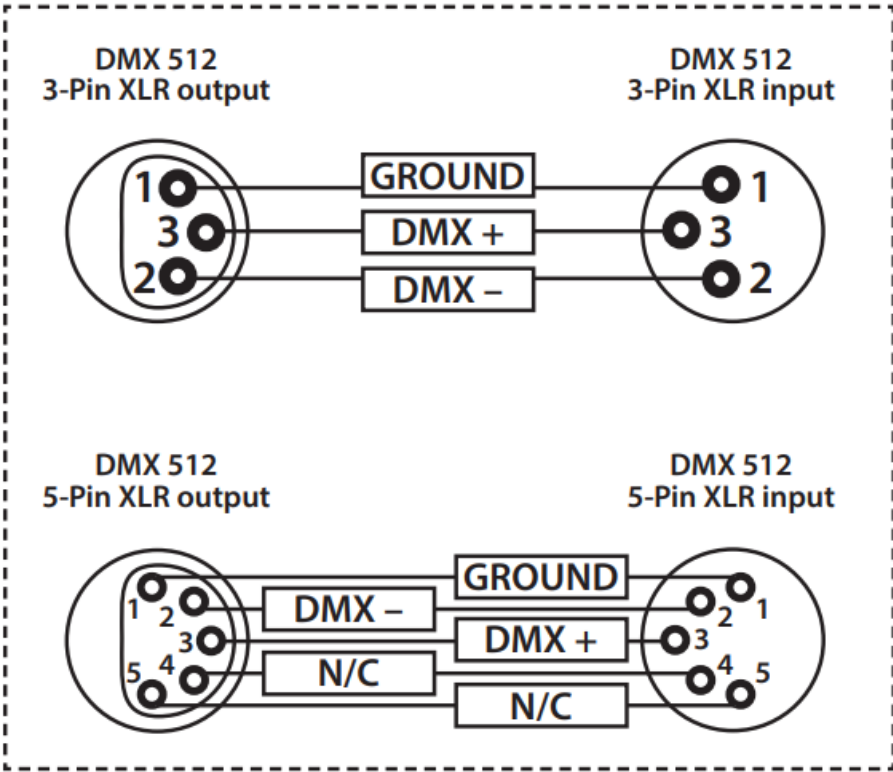 DMX 512
3-Pin XLR output
DMX 512
3-Pin XLR input
1
GROUND
1
3
DMX +
3
2
DMX –
2
DMX 512
5-Pin XLR output
DMX 512
5-Pin XLR input
1
GROUND
1
2
DMX –
2
3
DMX +
3
4
N/C
4
5
N/C
5